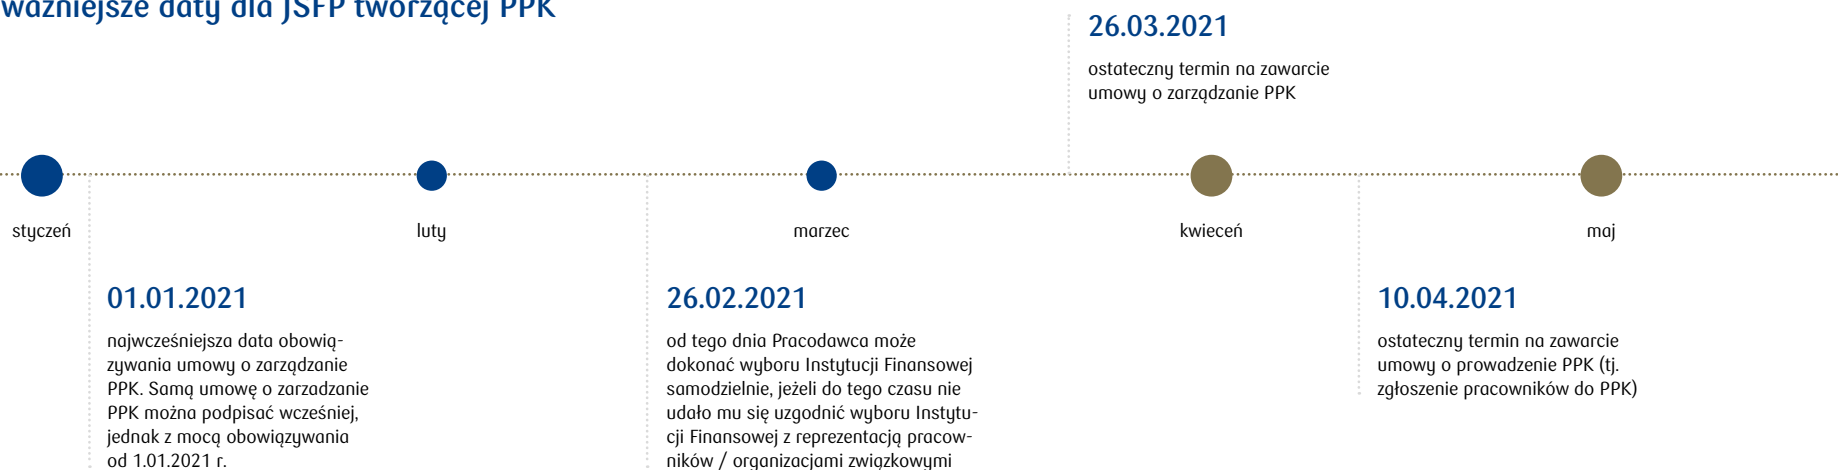 ważniejsze daty dla JSFP tworzącej PPK
26.03.2021
ostateczny termin na zawarcie
umowy o zarządzanie PPK
styczeń
luty
marzec
kwiecień
maj
01.01.2021
najwcześniejsza data obowią-
zywania umowy o zarządzanie
PPK. Samą umowę o zarzadzanie
PPK można podpisać wcześniej,
jednak z mocą obowiązywania
od 1.01.2021 r.
26.02.2021
od tego dnia Pracodawca może
dokonać wyboru Instytucji Finansowej
samodzielnie, jeżeli do tego czasu nie
udało mu się uzgodnić wyboru Instytu-
cji Finansowej z reprezentacją pracow-
ników / organizacjami związkowymi
10.04.2021
ostateczny termin na zawarcie
umowy o prowadzenie PPK (tj.
zgłoszenie pracowników do PPK)